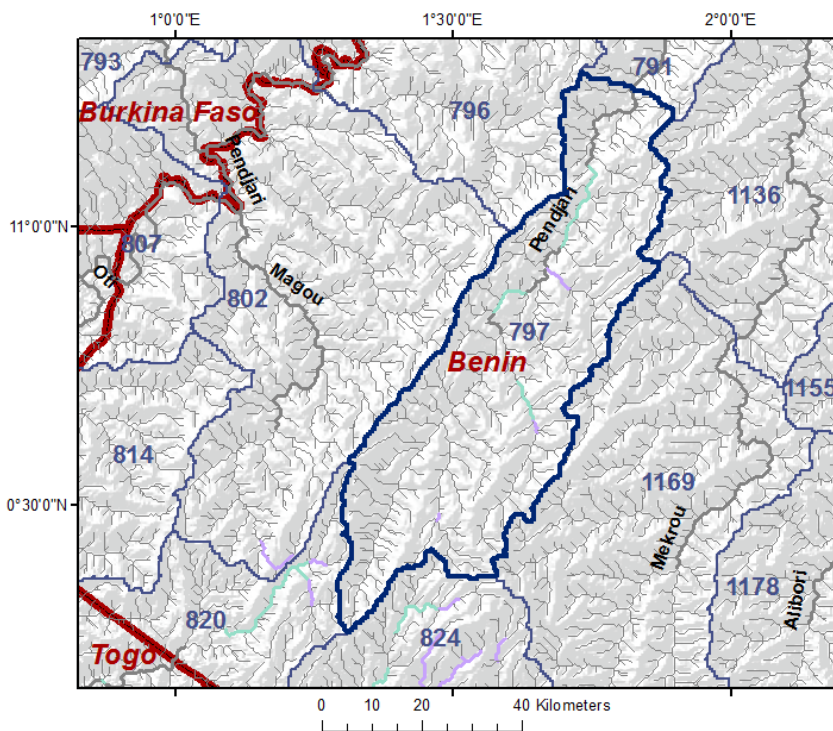 1°0'0"E
1°30'0"E
2°0'0"E
793
791
Burkina Faso
796
Pendjari
1136
Pendjari
11°0'0"N
807
Oti
Magou
802
797
Benin
1155
814
1169
0°30'0"N
Mekrou
1178
Alibori
820
824
Togo
0 10 20 40 Kilometers